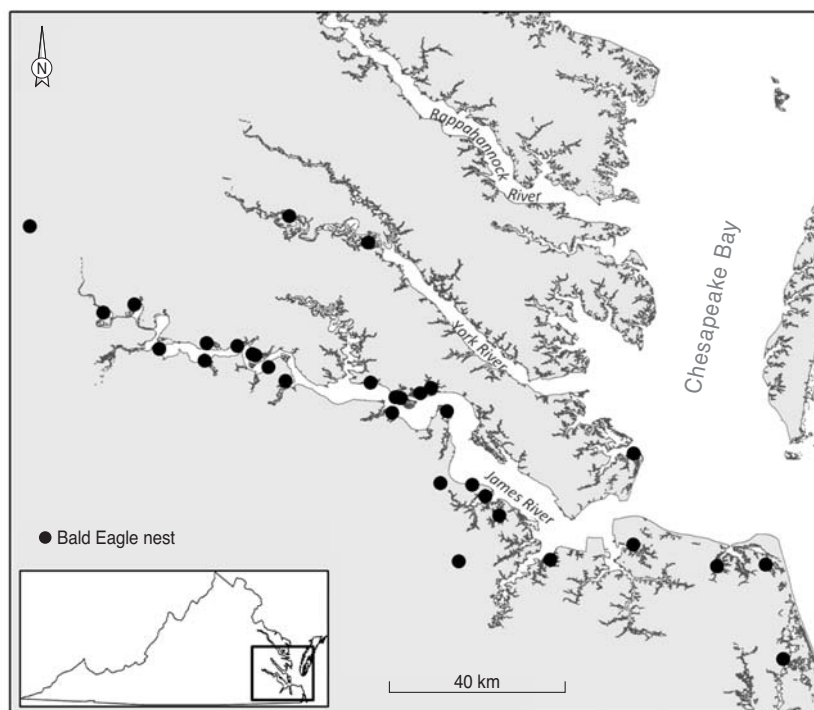 N
Rappahannock
River
Chesapeake Bay
York River
James River
Bald Eagle nest
40 km